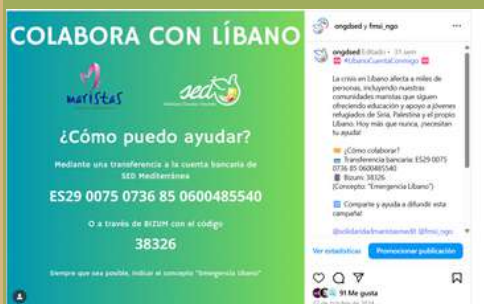 COLABORA CON LÍBANO
maristas
sed
¿Cómo puedo ayudar?
Mediante una transferencia a la cuenta bancaria de
SED Mediterránea
ES29 0075 0736 85 0600485540
O a través de BIZUM con el código
38326
Siempre que sea posible, indicar el concepto "Emergencia Líbano"
ongdsed y fmsi_ngo
ongdsed Editado • 31 sem
#LíbanoCuentaConmigo
La crisis en Líbano afecta a miles de
personas, incluyendo nuestras
comunidades maristas que siguen
ofreciendo educación y apoyo a jóvenes
refugiados de Siria, Palestina y el propio
Líbano. Hoy más que nunca, ¡necesitan
tu ayuda!
¿Cómo colaborar?
Transferencia bancaria: ES29 0075
0736 85 0600485540
Bizum: 38326
(Concepto: "Emergencia Líbano")
Comparte y ayuda a difundir esta
campaña!
@fmsi_ngo
Ver estadísticas
Promocionar publicación
91 Me gusta